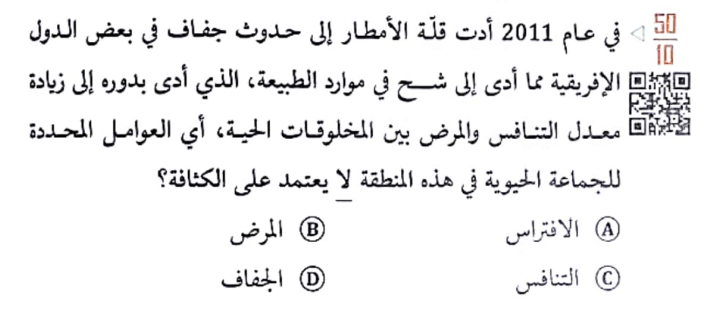 50
10
في عام 2011 أدت قلّة الأمطار إلى حدوث جفاف في بعض الدول
الإفريقية مما أدى إلى شح في موارد الطبيعة، الذي أدى بدوره إلى زيادة
معدل التنافس والمرض بين المخلوقات الحية، أي العوامل المحددة
للجماعة الحيوية في هذه المنطقة لا يعتمد على الكثافة؟
A الافتراس
B المرض
C التنافس
D الجفاف